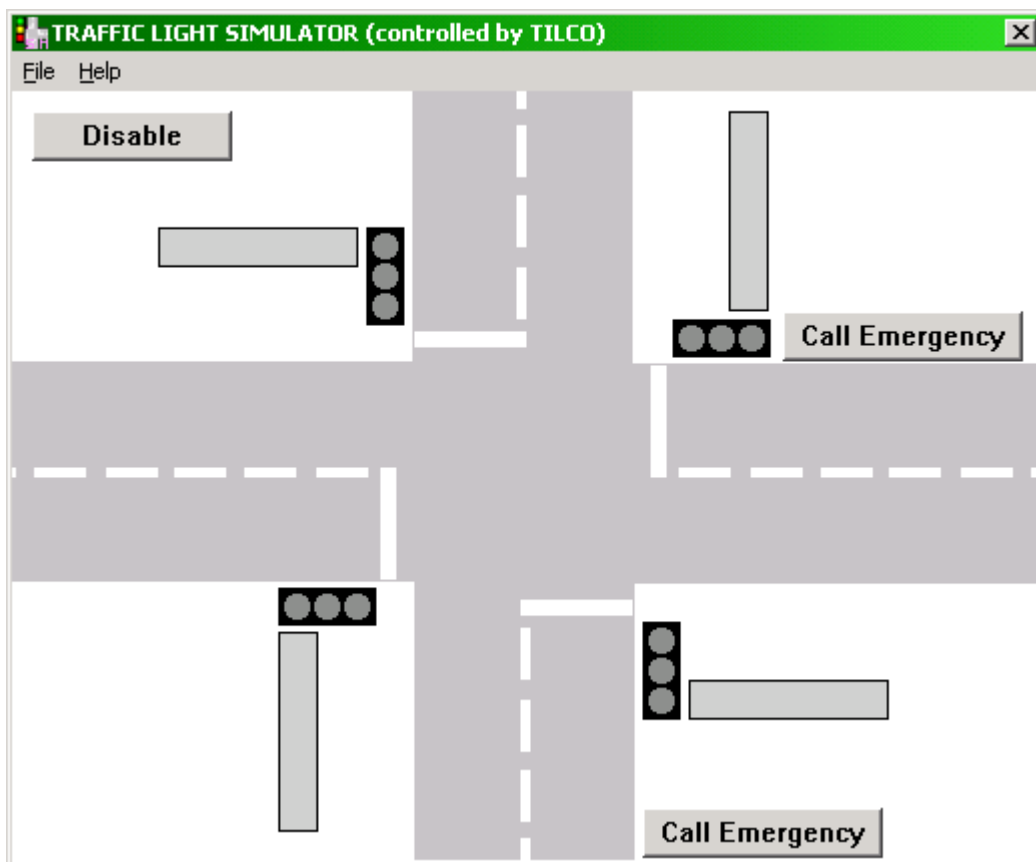 TRAFFIC LIGHT SIMULATOR (controlled by TILCO)
File Help
Disable
Call Emergency
Call Emergency